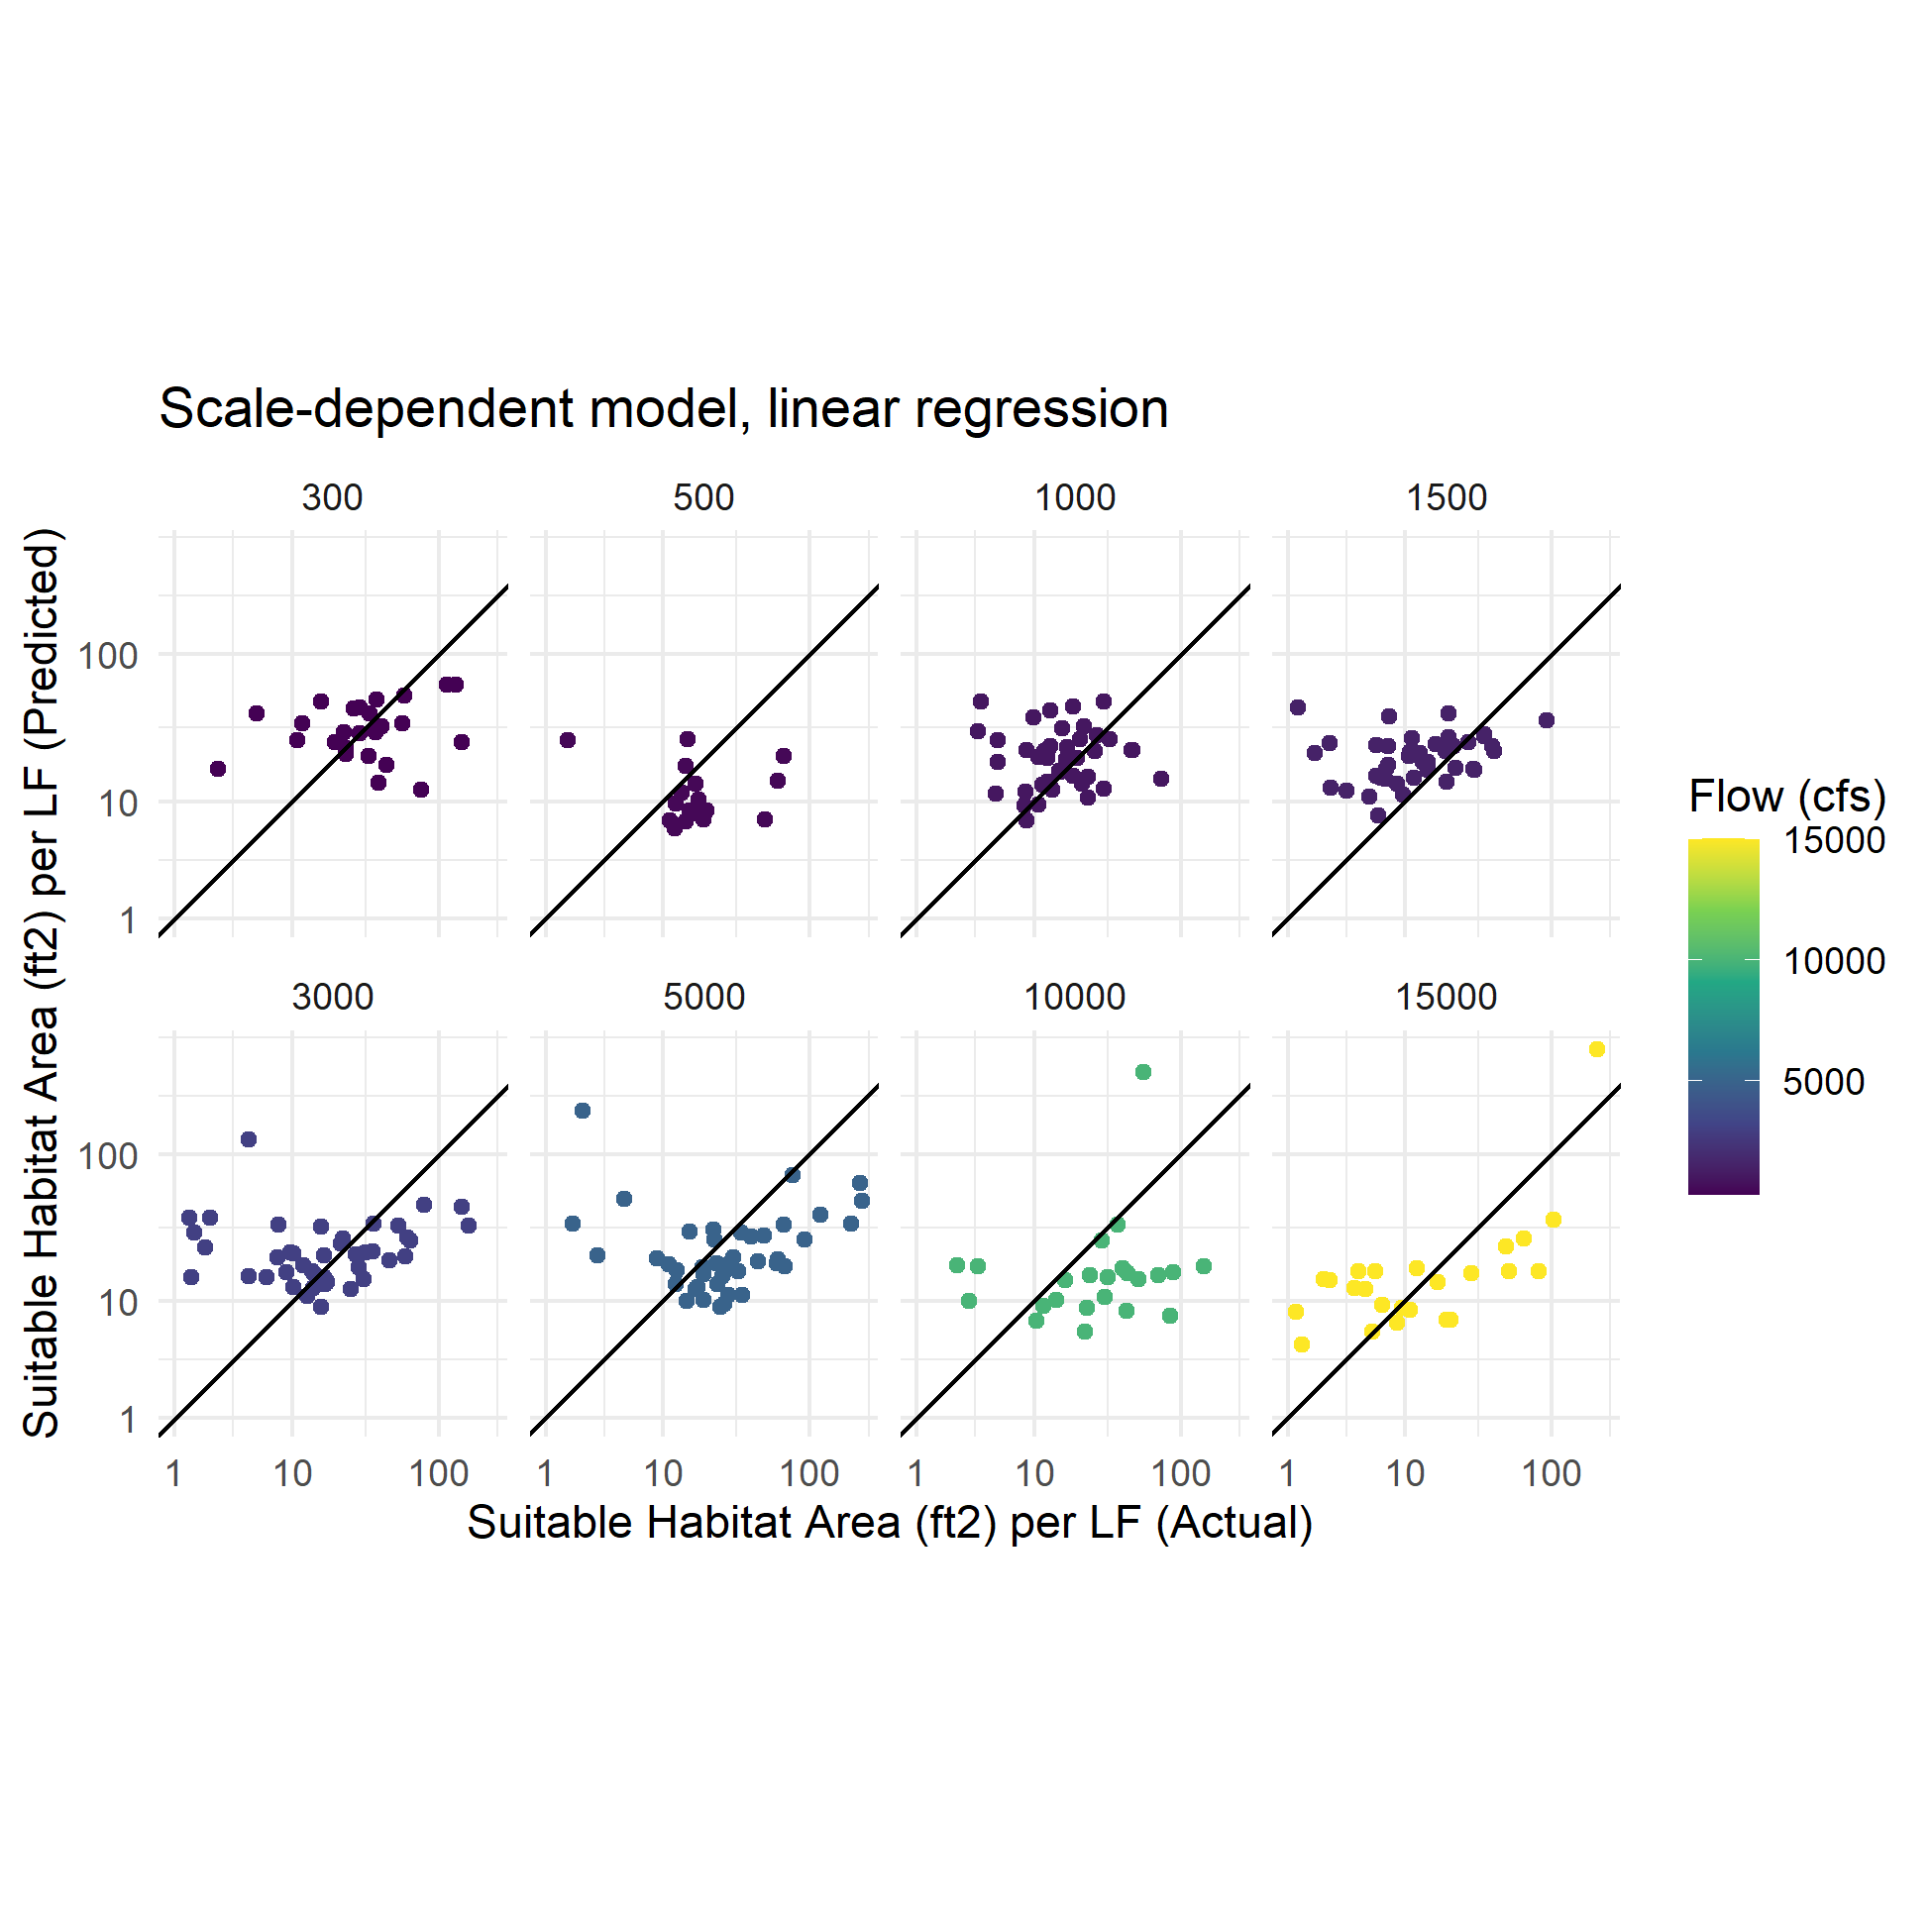 Scale-dependent model, linear regression
300 500 1000 1500
Suitable Habitat Area (ft2) per LF (Predicted)
100
10
1
3000 5000 10000 15000
100
10
1
1 10 100 1 10 100 1 10 100 1 10 100
Suitable Habitat Area (ft2) per LF (Actual)
Flow (cfs)
15000
10000
5000